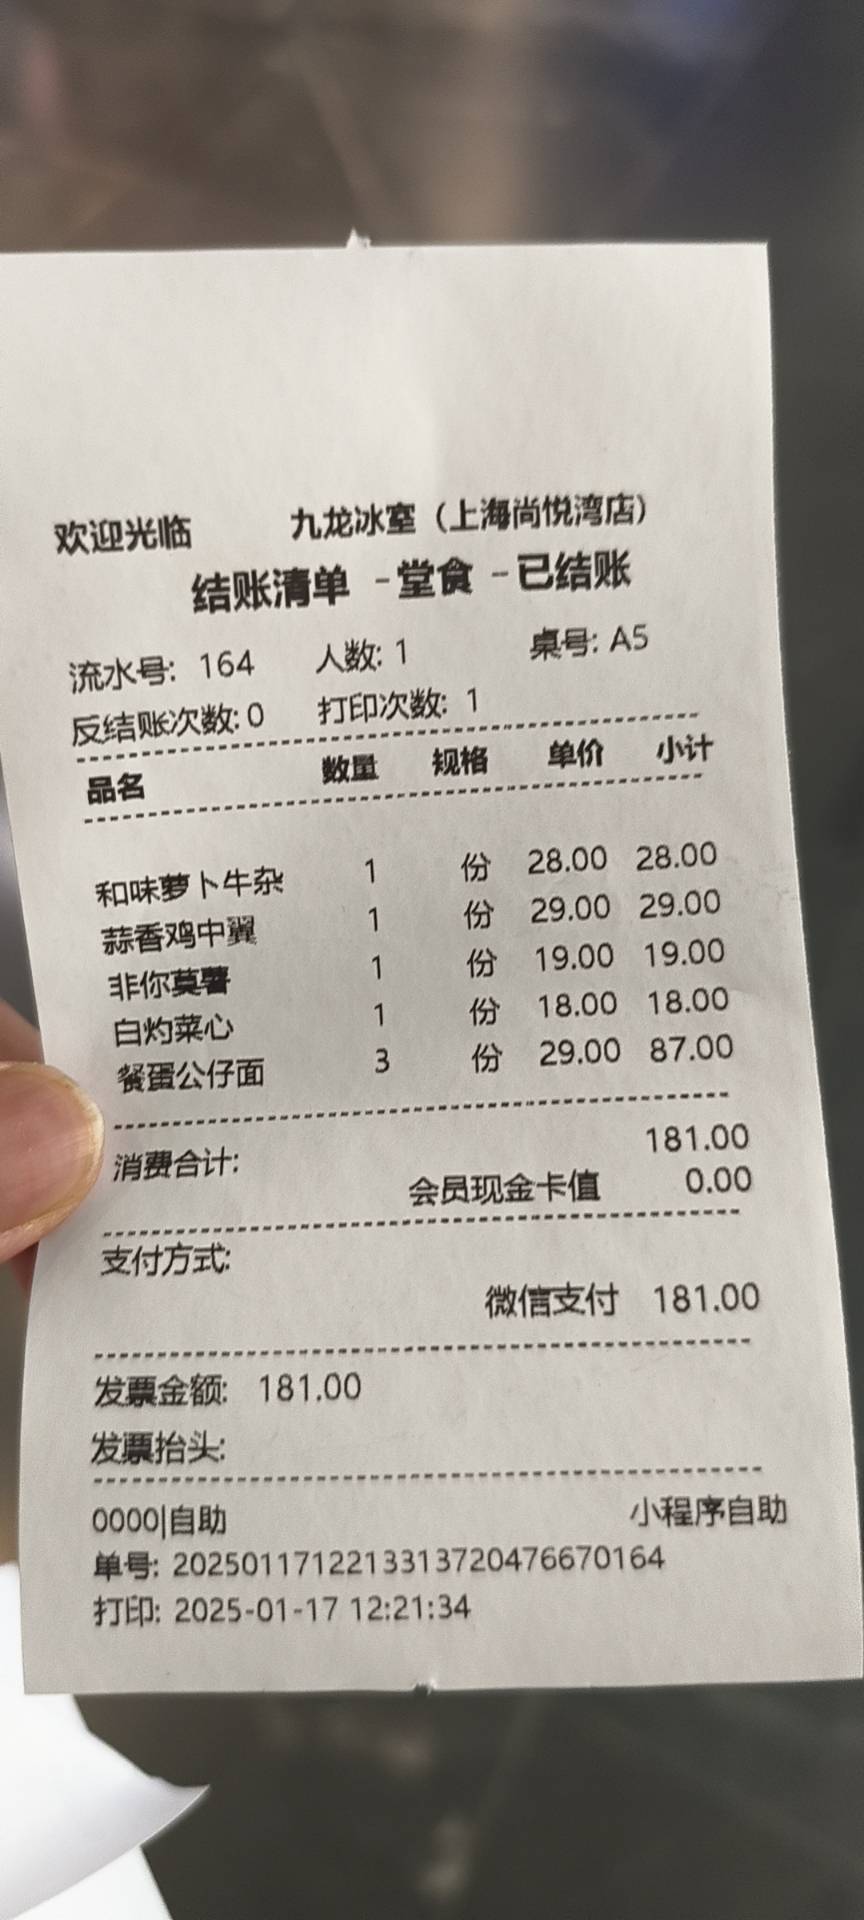 欢迎光临 九龙冰室（上海尚悦湾店）
结账清单 -堂食 -已结账
流水号: 164 人数: 1 桌号: A5
反结账次数: 0 打印次数: 1
品名 数量 规格 单价 小计
和味萝卜牛杂 1 份 28.00 28.00
蒜香鸡中翼 1 份 29.00 29.00
非你莫薯 1 份 19.00 19.00
白灼菜心 1 份 18.00 18.00
餐蛋公仔面 3 份 29.00 87.00
消费合计: 181.00
会员现金卡值 0.00
支付方式:
微信支付 181.00
发票金额: 181.00
发票抬头:
0000|自助 小程序自助
单号: 20250117122133137204766​70164
打印: 2025-01-17 12:21:34